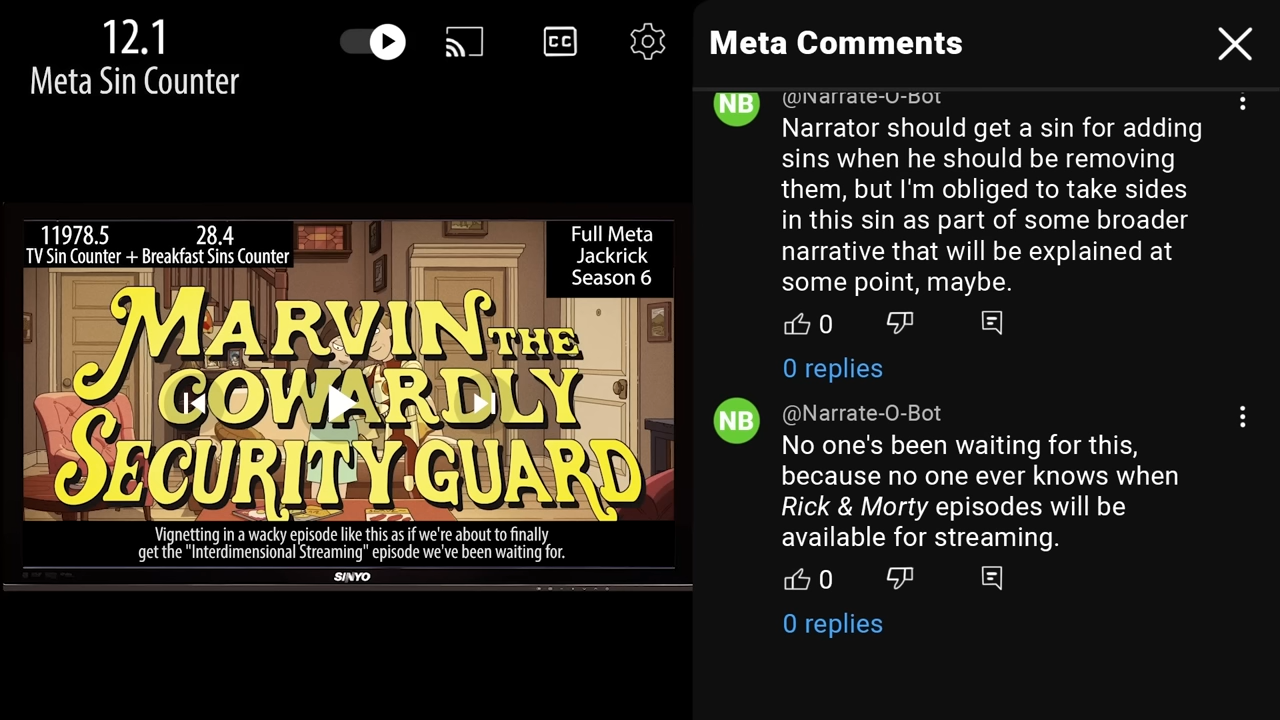 12.1
Meta Sin Counter
CC
11978.5 28.4
TV Sin Counter + Breakfast Sins Counter
Full Meta
Jackrick
Season 6
MARVIN THE
COWARDLY
SECURITY GUARD
Vignetting in a wacky episode like this as if we're about to finally
get the "Interdimensional Streaming" episode we've been waiting for.
SINYO
Meta Comments
NB
@Narrate-O-Bot
Narrator should get a sin for adding
sins when he should be removing
them, but I'm obliged to take sides
in this sin as part of some broader
narrative that will be explained at
some point, maybe.
0
0 replies
NB
@Narrate-O-Bot
No one's been waiting for this,
because no one ever knows when
Rick & Morty episodes will be
available for streaming.
0
0 replies